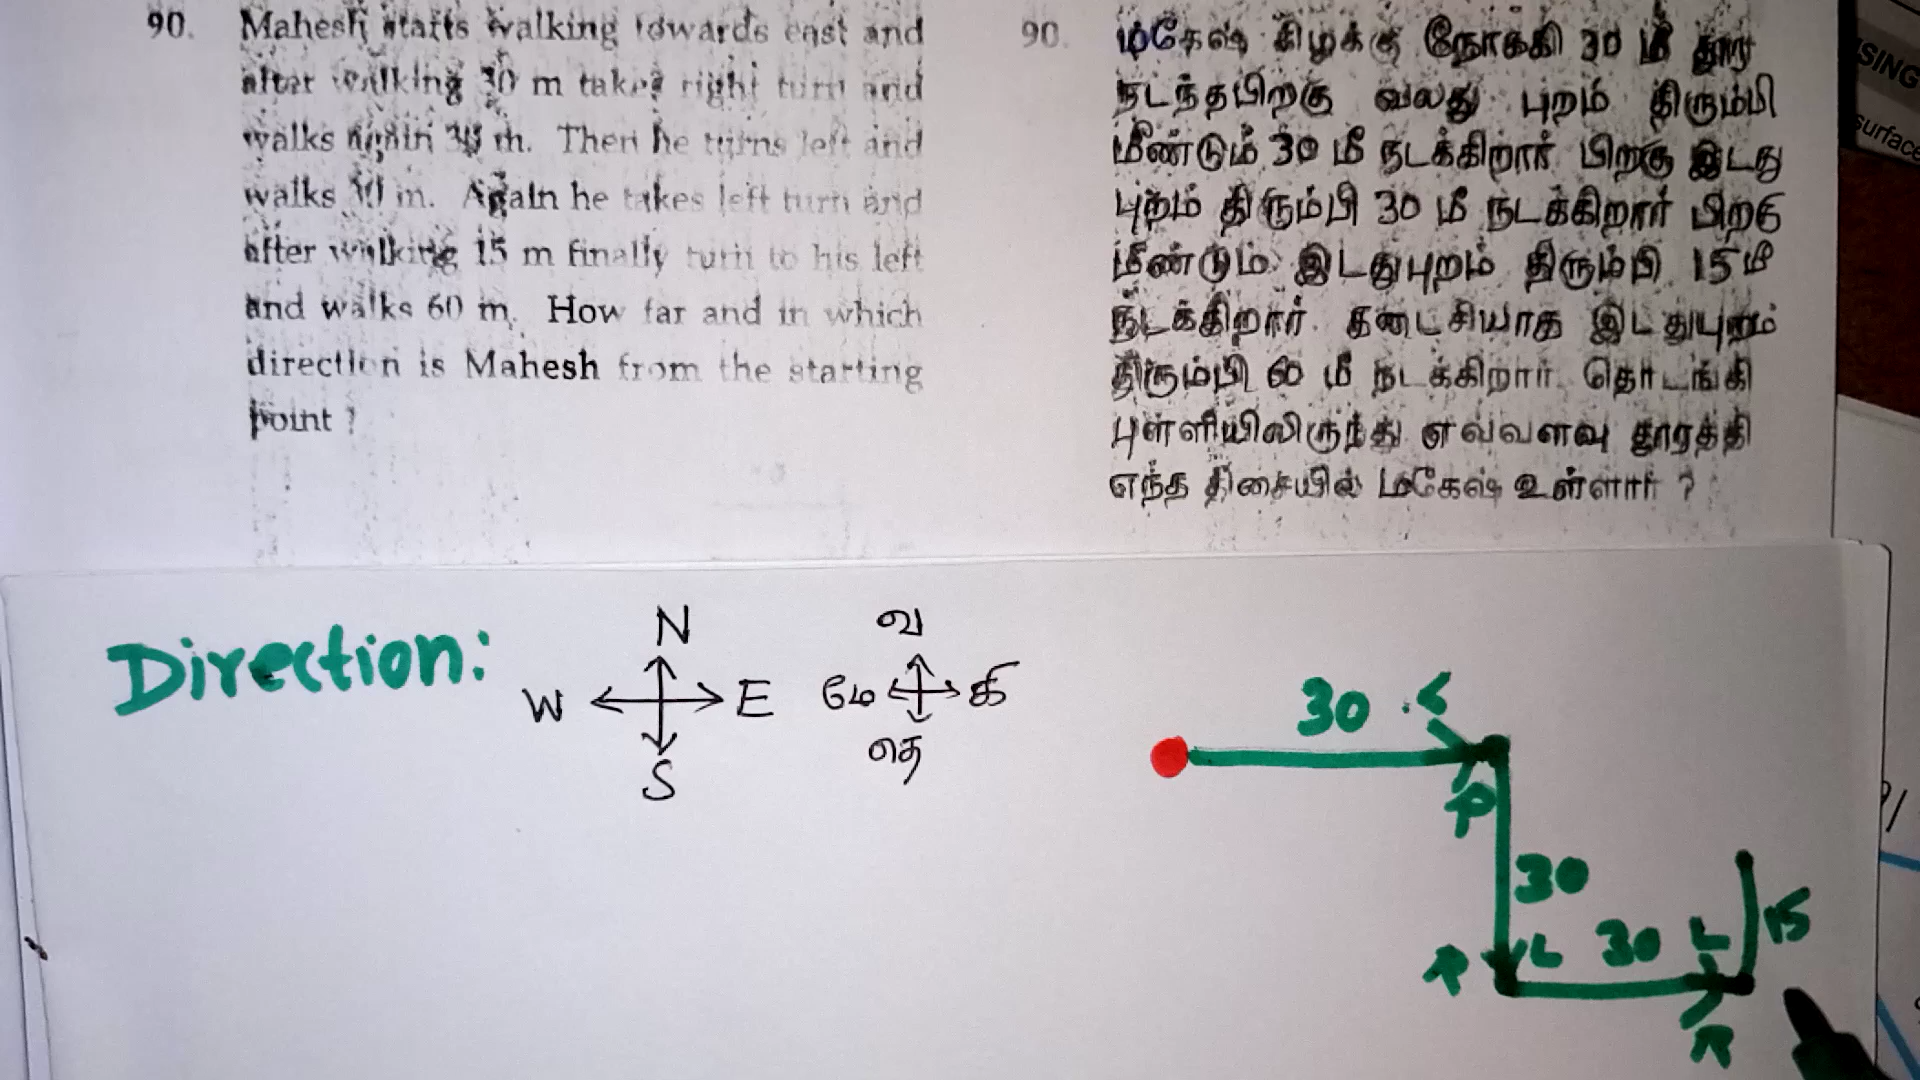 90. Mahesh starts walking towards east and
after walking 30 m takes right turn and
walks again 30 m. Then he turns left and
walks 30 m. Again he takes left turn and
after walking 15 m finally turn to his left
and walks 60 m. How far and in which
direction is Mahesh from the starting
point ?
90. மகேஷ் கிழக்கு நோக்கி 30 மீ தூர
நடந்தபிறகு வலது புறம் திரும்பி
மீண்டும் 30 மீ நடக்கிறார் பிறகு இடது
புறம் திரும்பி 30 மீ நடக்கிறார் பிறகு
மீண்டும் இடதுபுறம் திரும்பி 15 மீ
நடக்கிறார். கடைசியாக இடதுபுறம்
திரும்பி 60 மீ நடக்கிறார். தொடங்கி
புள்ளியிலிருந்து எவ்வளவு தூரத்தி
எந்த திசையில் மகேஷ் உள்ளார் ?
Direction:
N
W E
S
வ
மே கி
தெ
30
R
30
R L 30 L 15
R
SING
surface